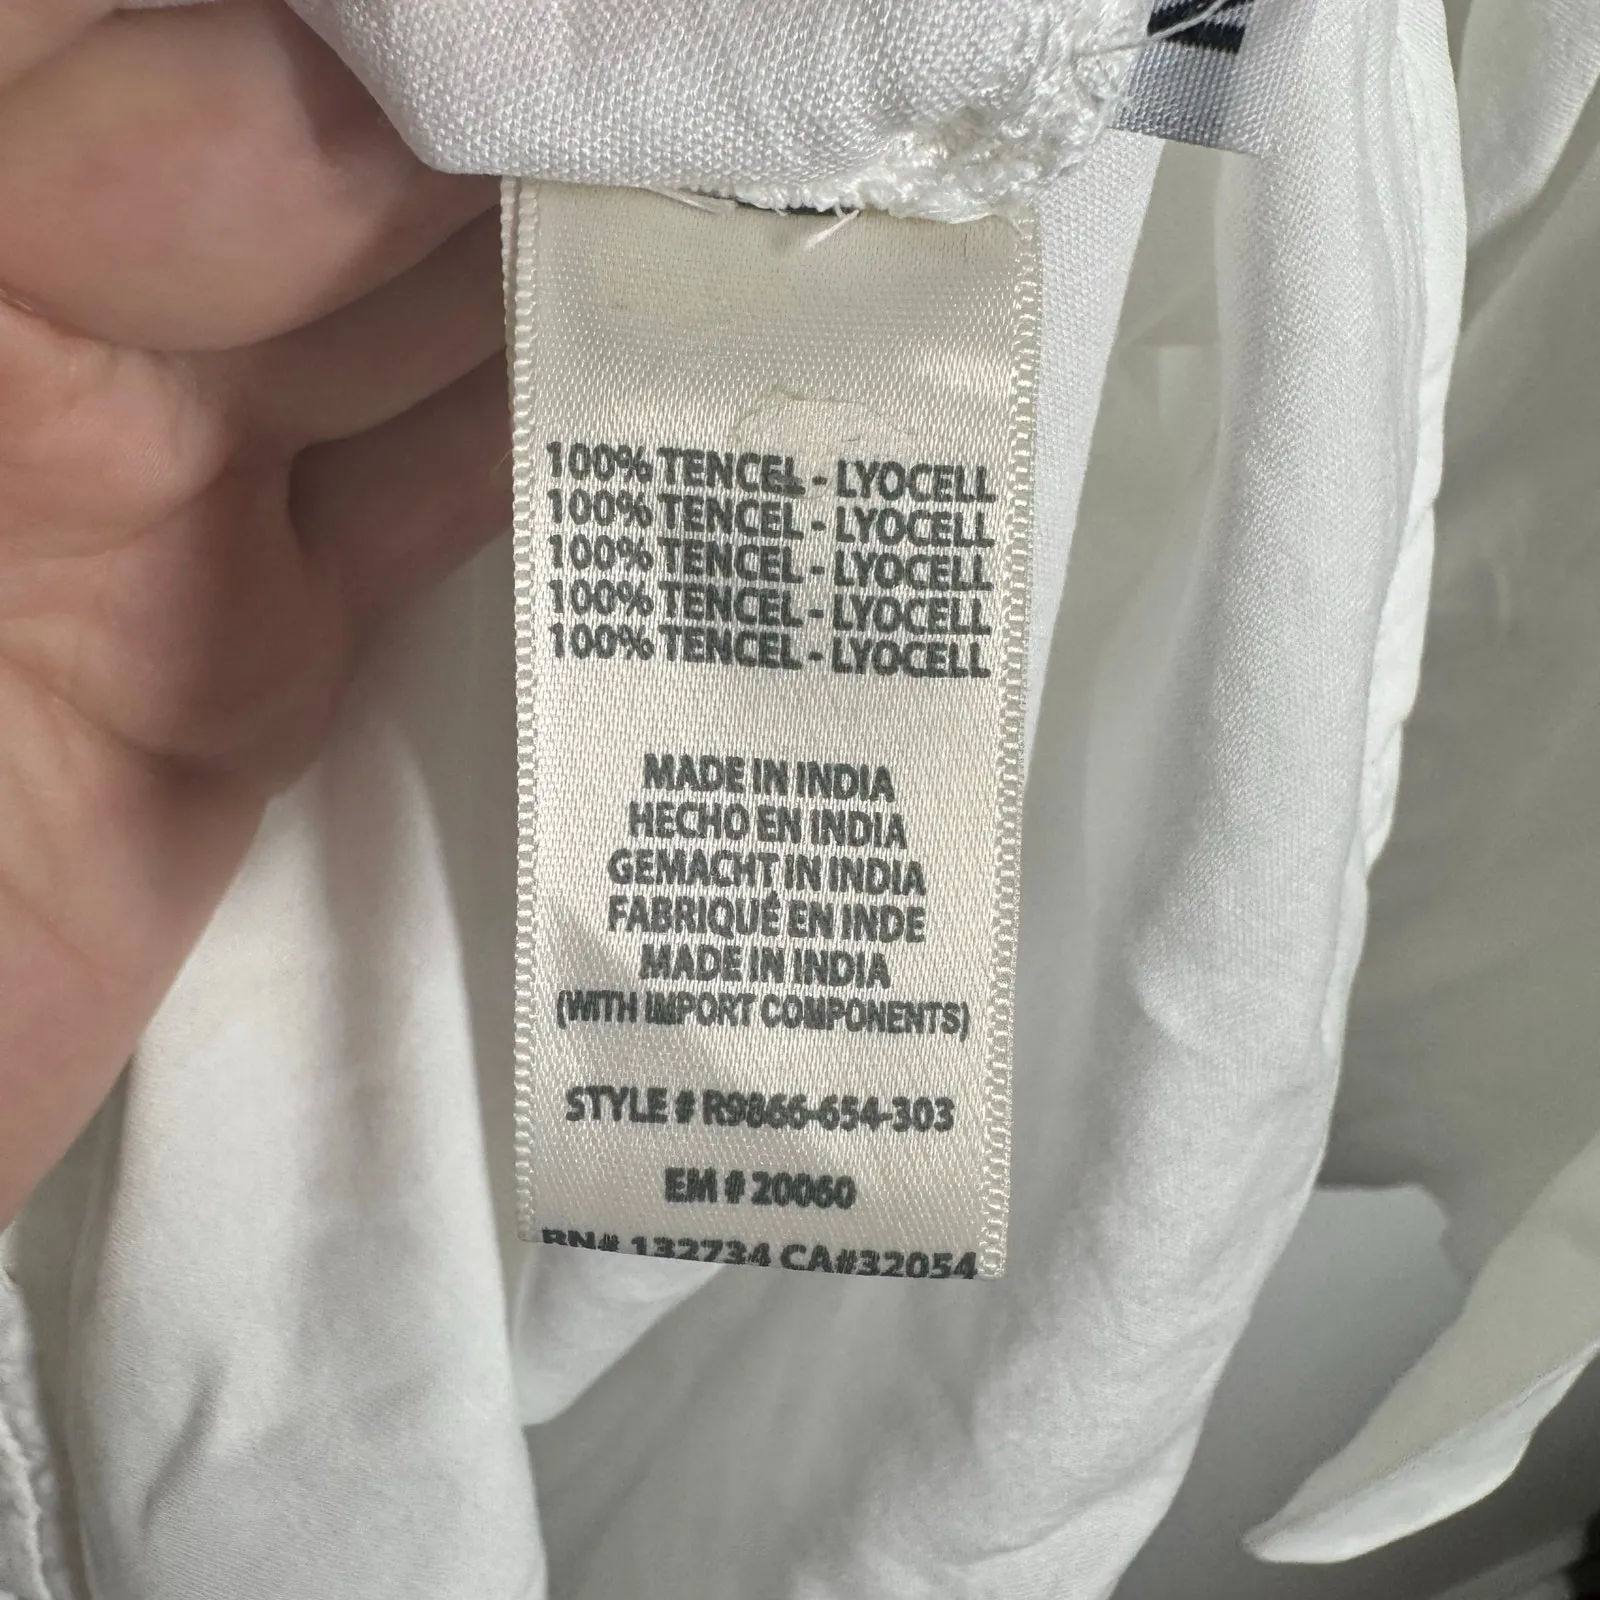 100% TENCEL - LYOCELL
100% TENCEL - LYOCELL
100% TENCEL - LYOCELL
100% TENCEL - LYOCELL
100% TENCEL - LYOCELL
MADE IN INDIA
HECHO EN INDIA
GEMACHT IN INDIA
FABRIQUÉ EN INDE
MADE IN INDIA
(WITH IMPORT COMPONENTS)
STYLE # R9866-654-303
EM # 20060
RN# 132734 CA#32054